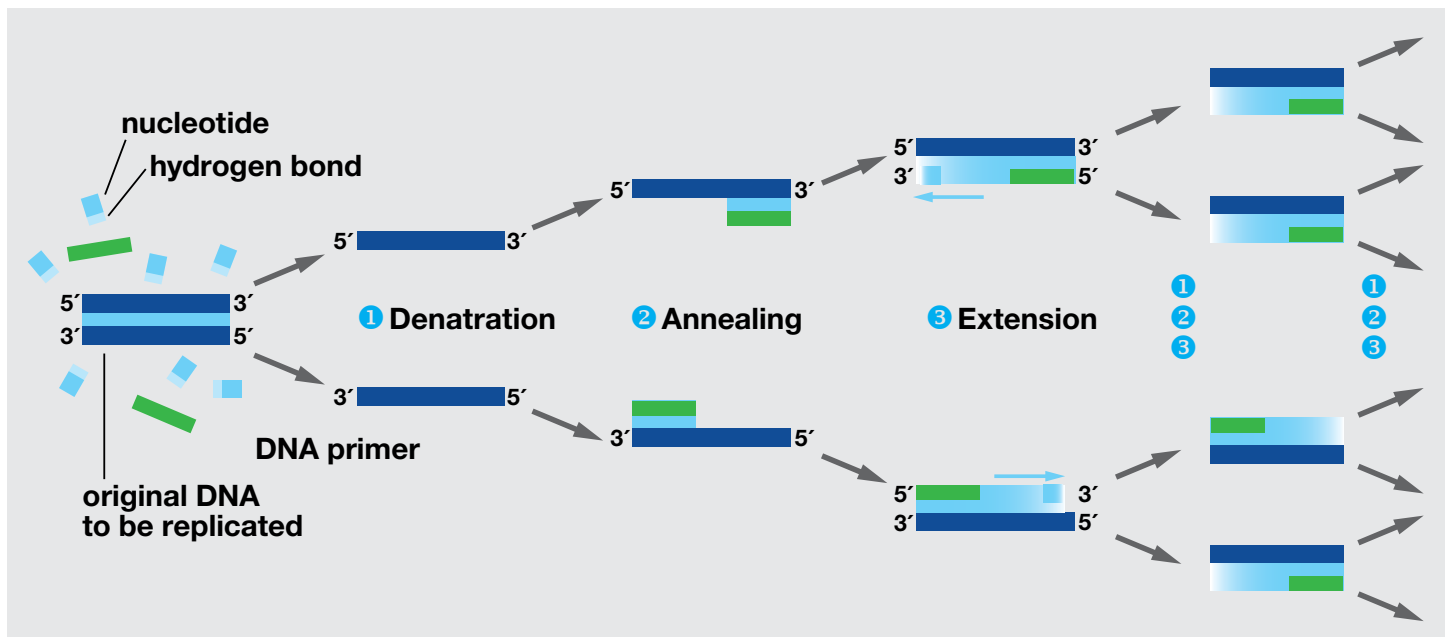 nucleotide
hydrogen bond
5′ 3′
3′ 5′
DNA primer
original DNA
to be replicated
5′ 3′
❶ Denatration
3′ 5′
5′ 3′
❷ Annealing
3′ 5′
5′ 3′
3′ 5′
❸ Extension
5′ 3′
3′ 5′
❶
❷
❸
❶
❷
❸